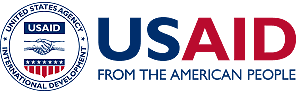 UNITED STATES AGENCY
USAID
INTERNATIONAL DEVELOPMENT
USAID
FROM THE AMERICAN PEOPLE